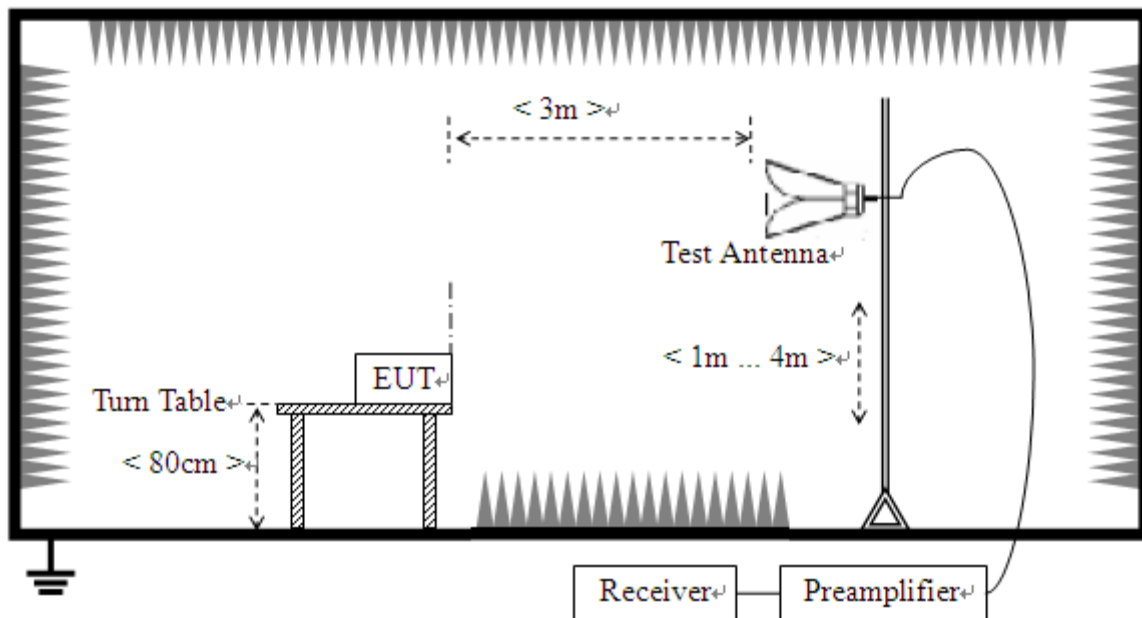 < 3m >↵
Test Antenna↵
< 1m ... 4m >↵
EUT↵
Turn Table↵
< 80cm >↵
Receiver↵
Preamplifier↵